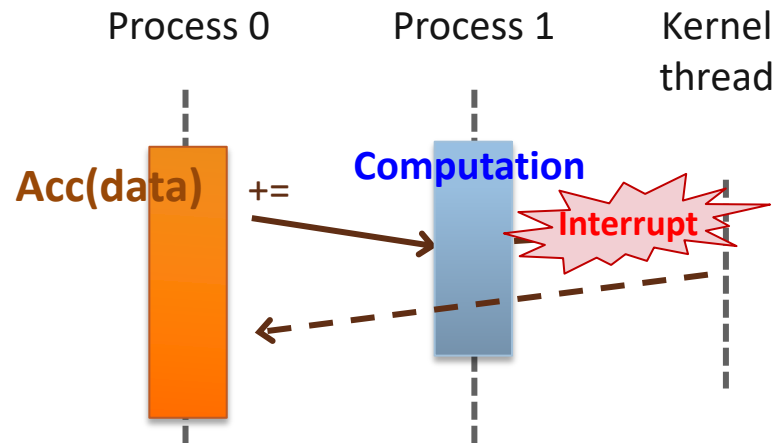 Process 0
Process 1
Kernel
thread
Acc(data)
+=
Computation
Interrupt